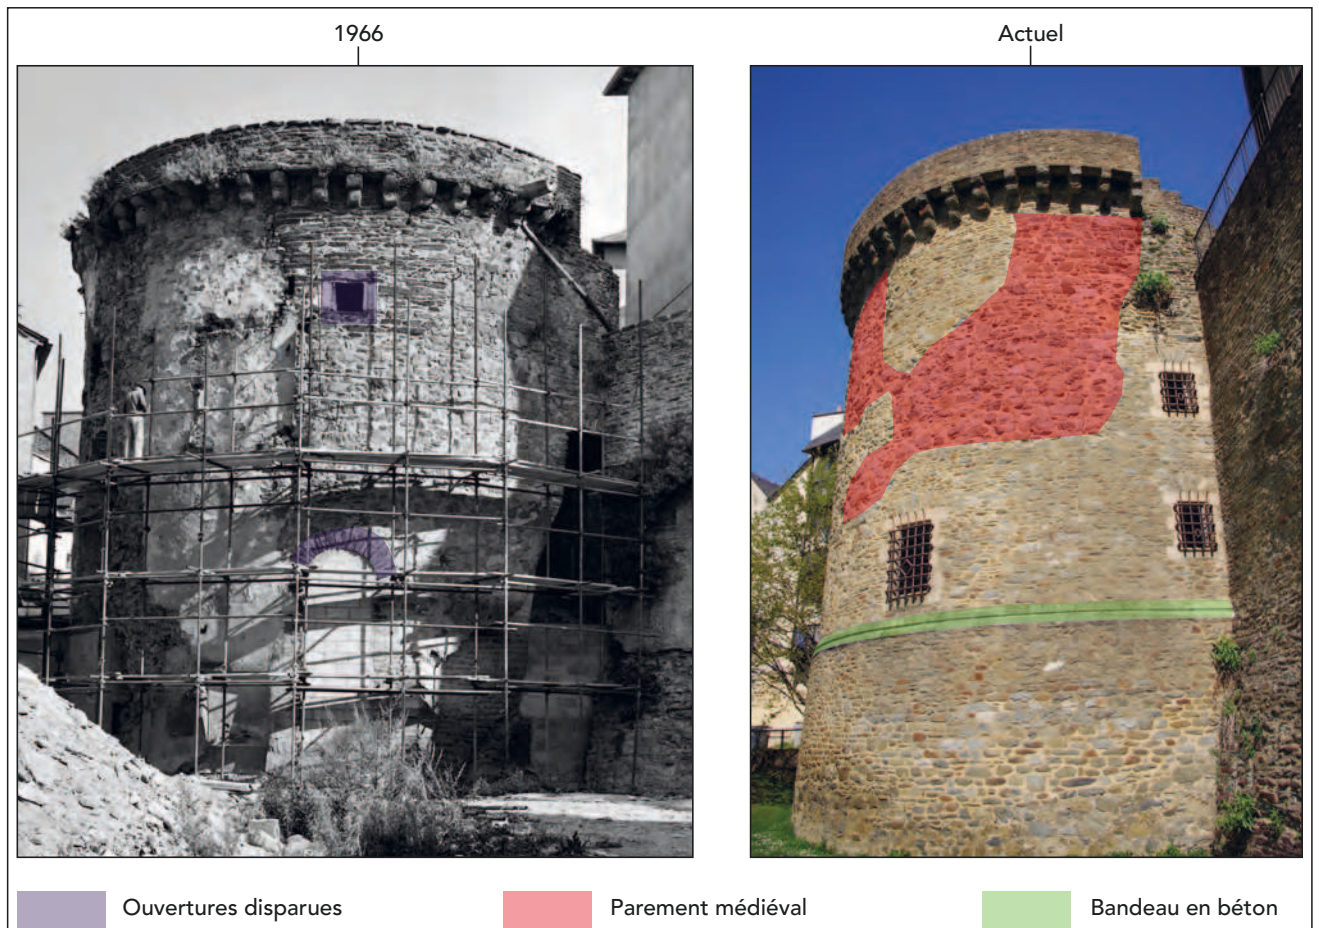 1966
Actuel
Ouvertures disparues
Parement médiéval
Bandeau en béton